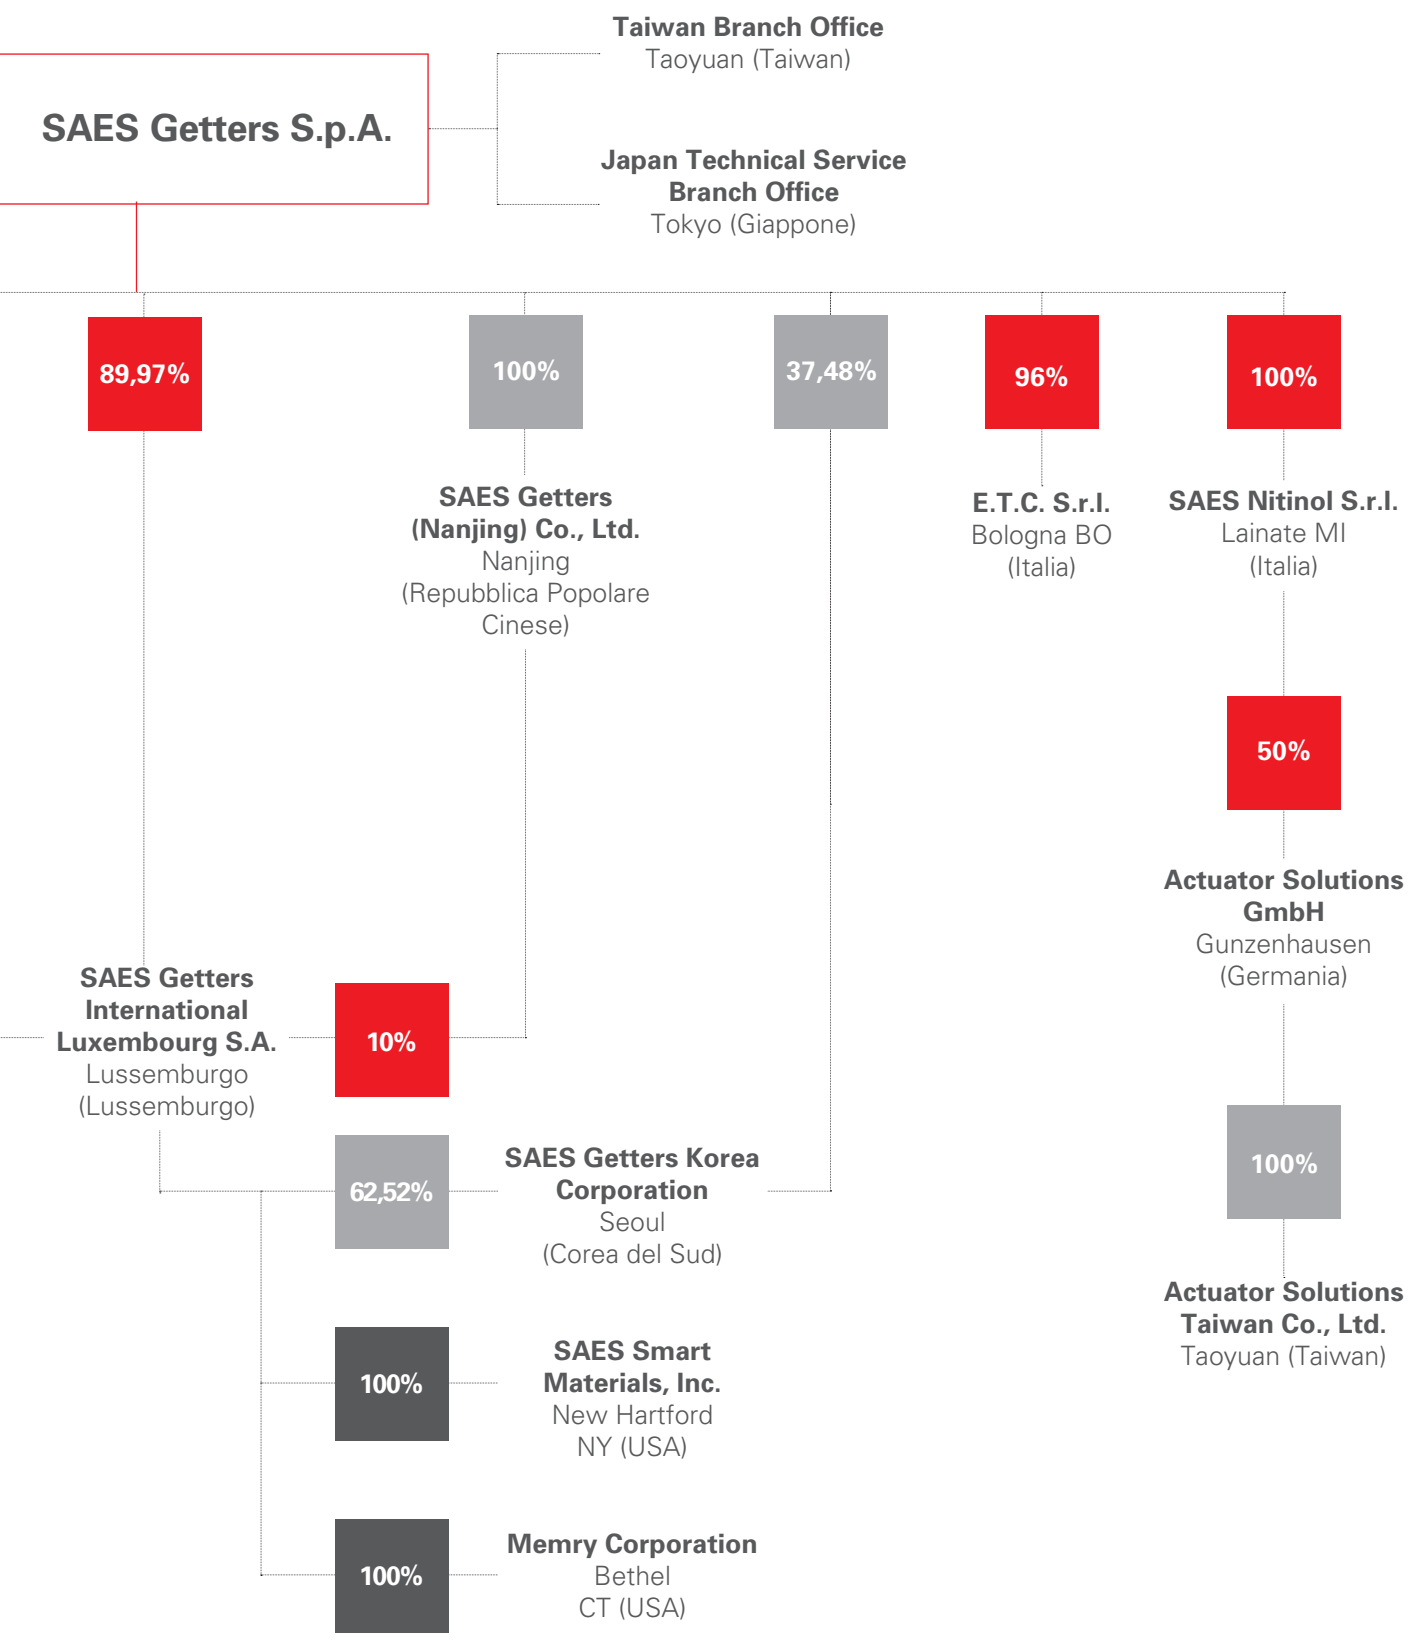 Taiwan Branch Office
Taoyuan (Taiwan)
SAES Getters S.p.A.
Japan Technical Service
Branch Office
Tokyo (Giappone)
89,97%
100%
37,48%
96%
100%
SAES Getters
(Nanjing) Co., Ltd.
Nanjing
(Repubblica Popolare
Cinese)
E.T.C. S.r.l.
Bologna BO
(Italia)
SAES Nitinol S.r.l.
Lainate MI
(Italia)
50%
Actuator Solutions
GmbH
Gunzenhausen
(Germania)
SAES Getters
International
Luxembourg S.A.
Lussemburgo
(Lussemburgo)
10%
62,52%
SAES Getters Korea
Corporation
Seoul
(Corea del Sud)
100%
Actuator Solutions
Taiwan Co., Ltd.
Taoyuan (Taiwan)
100%
SAES Smart
Materials, Inc.
New Hartford
NY (USA)
100%
Memry Corporation
Bethel
CT (USA)